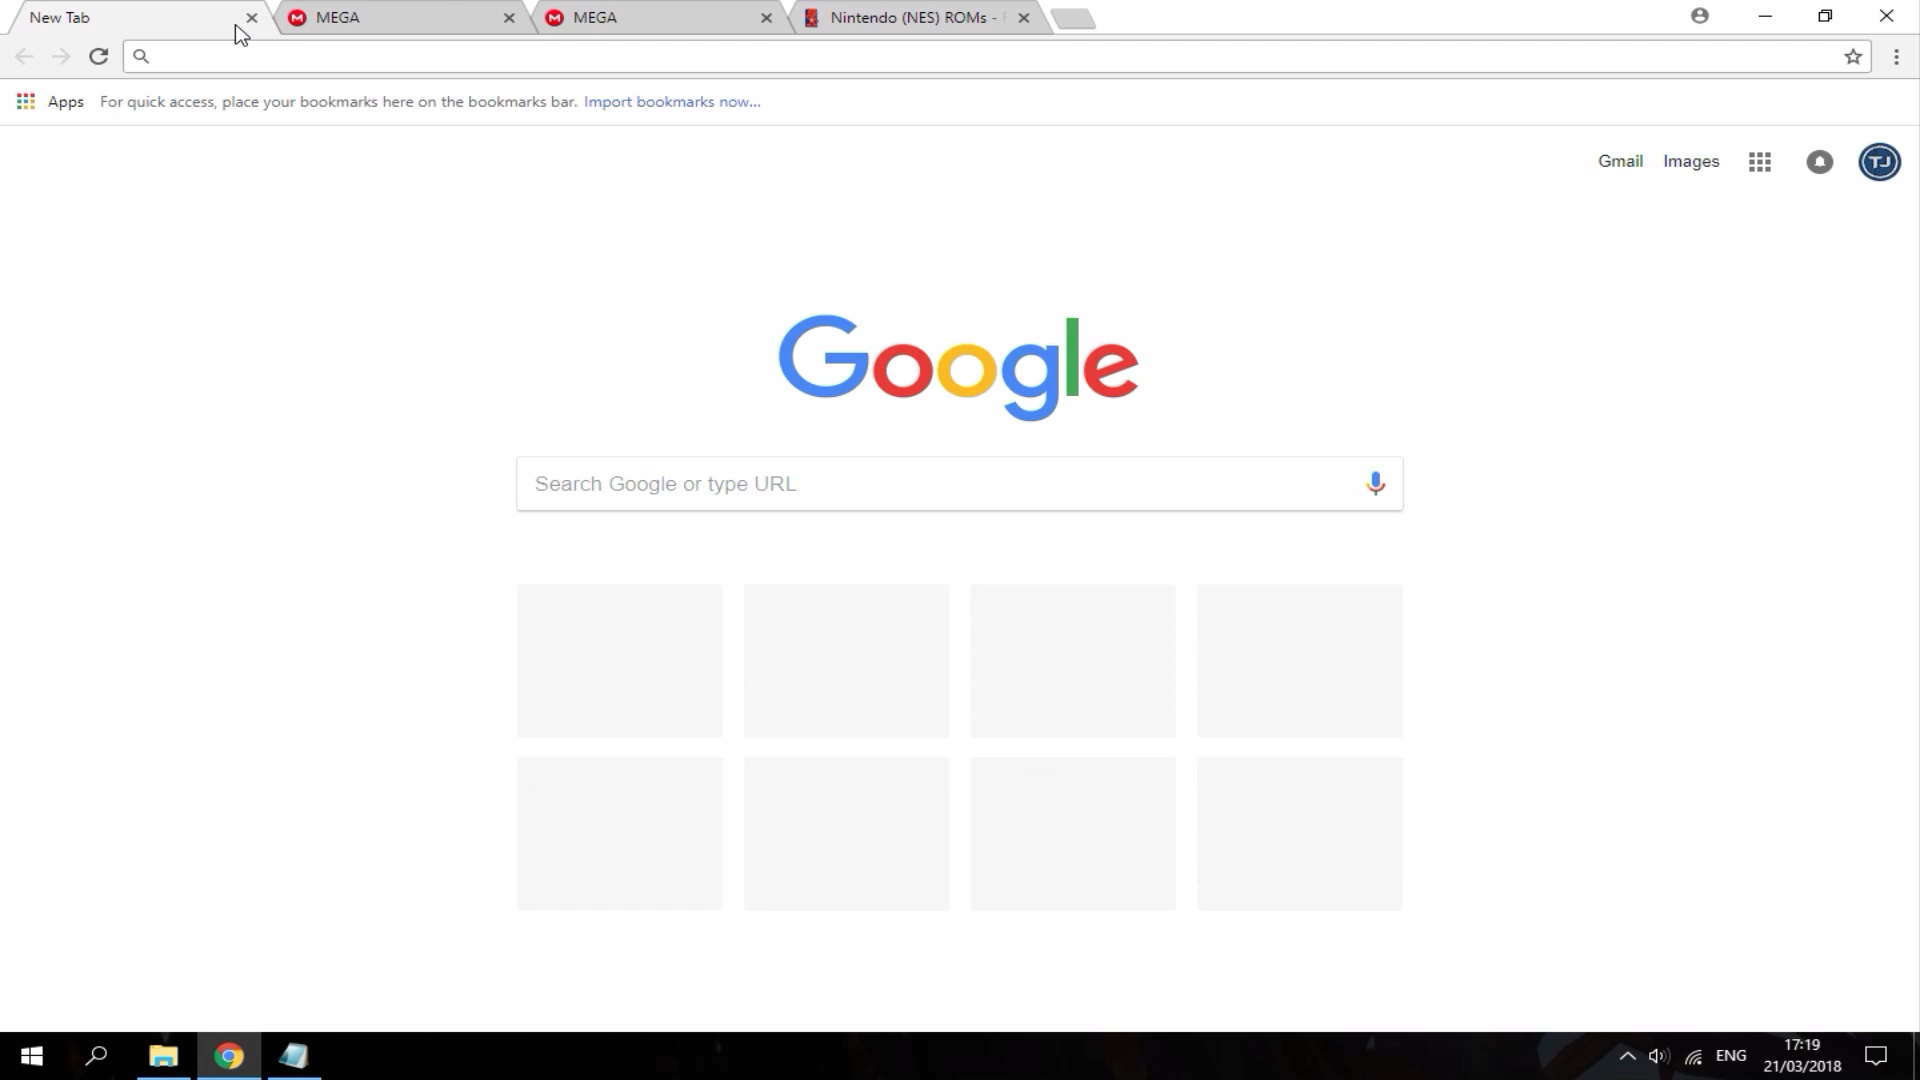 New Tab
MEGA
MEGA
Nintendo (NES) ROMs -
Apps
For quick access, place your bookmarks here on the bookmarks bar. Import bookmarks now...
Gmail
Images
TJ
Google
Search Google or type URL
ENG
17:19
21/03/2018